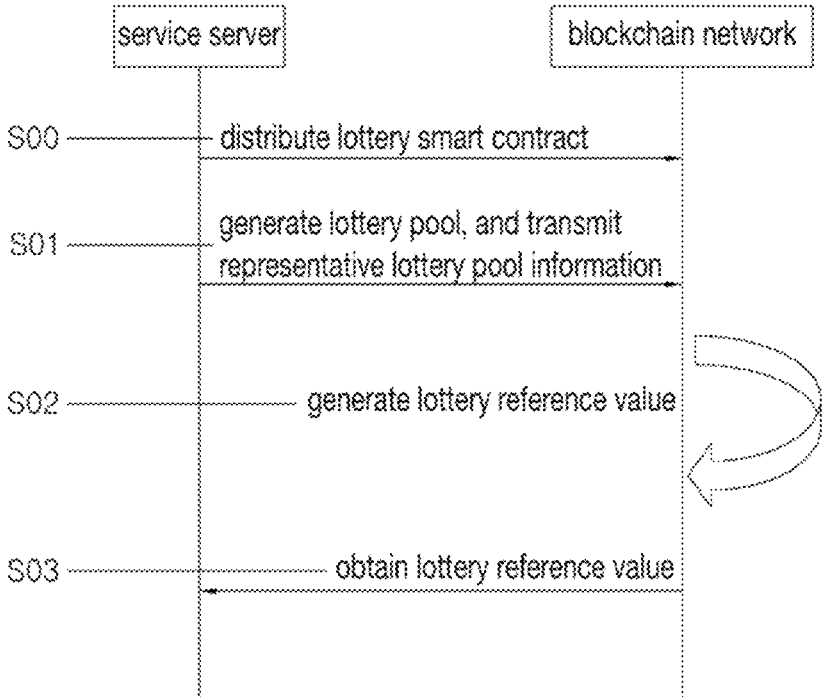 service server
blockchain network
S00
distribute lottery smart contract
S01
generate lottery pool, and transmit
representative lottery pool information
S02
generate lottery reference value
S03
obtain lottery reference value